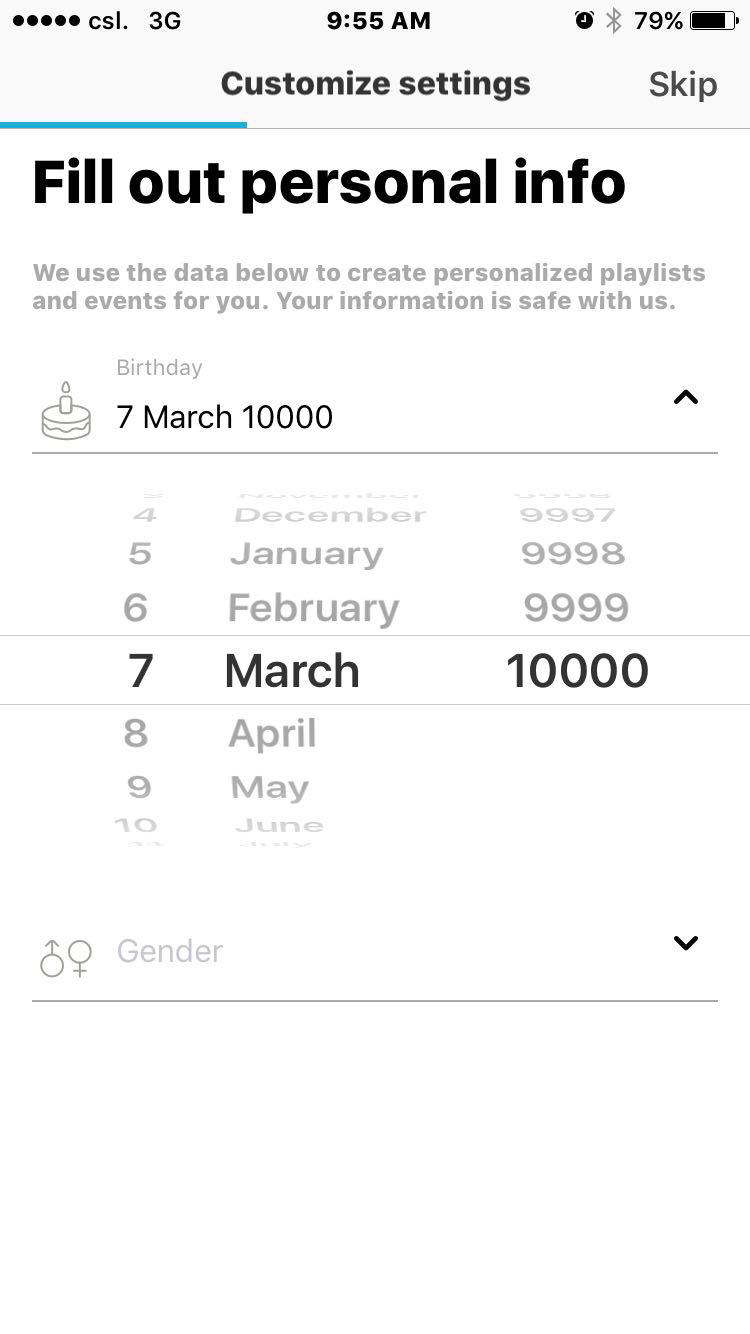 csl. 3G 9:55 AM 79%
Customize settings Skip
Fill out personal info
We use the data below to create personalized playlists
and events for you. Your information is safe with us.
Birthday
7 March 10000
November
4 December 9997
5 January 9998
6 February 9999
7 March 10000
8 April
9 May
10 June
11 July
Gender